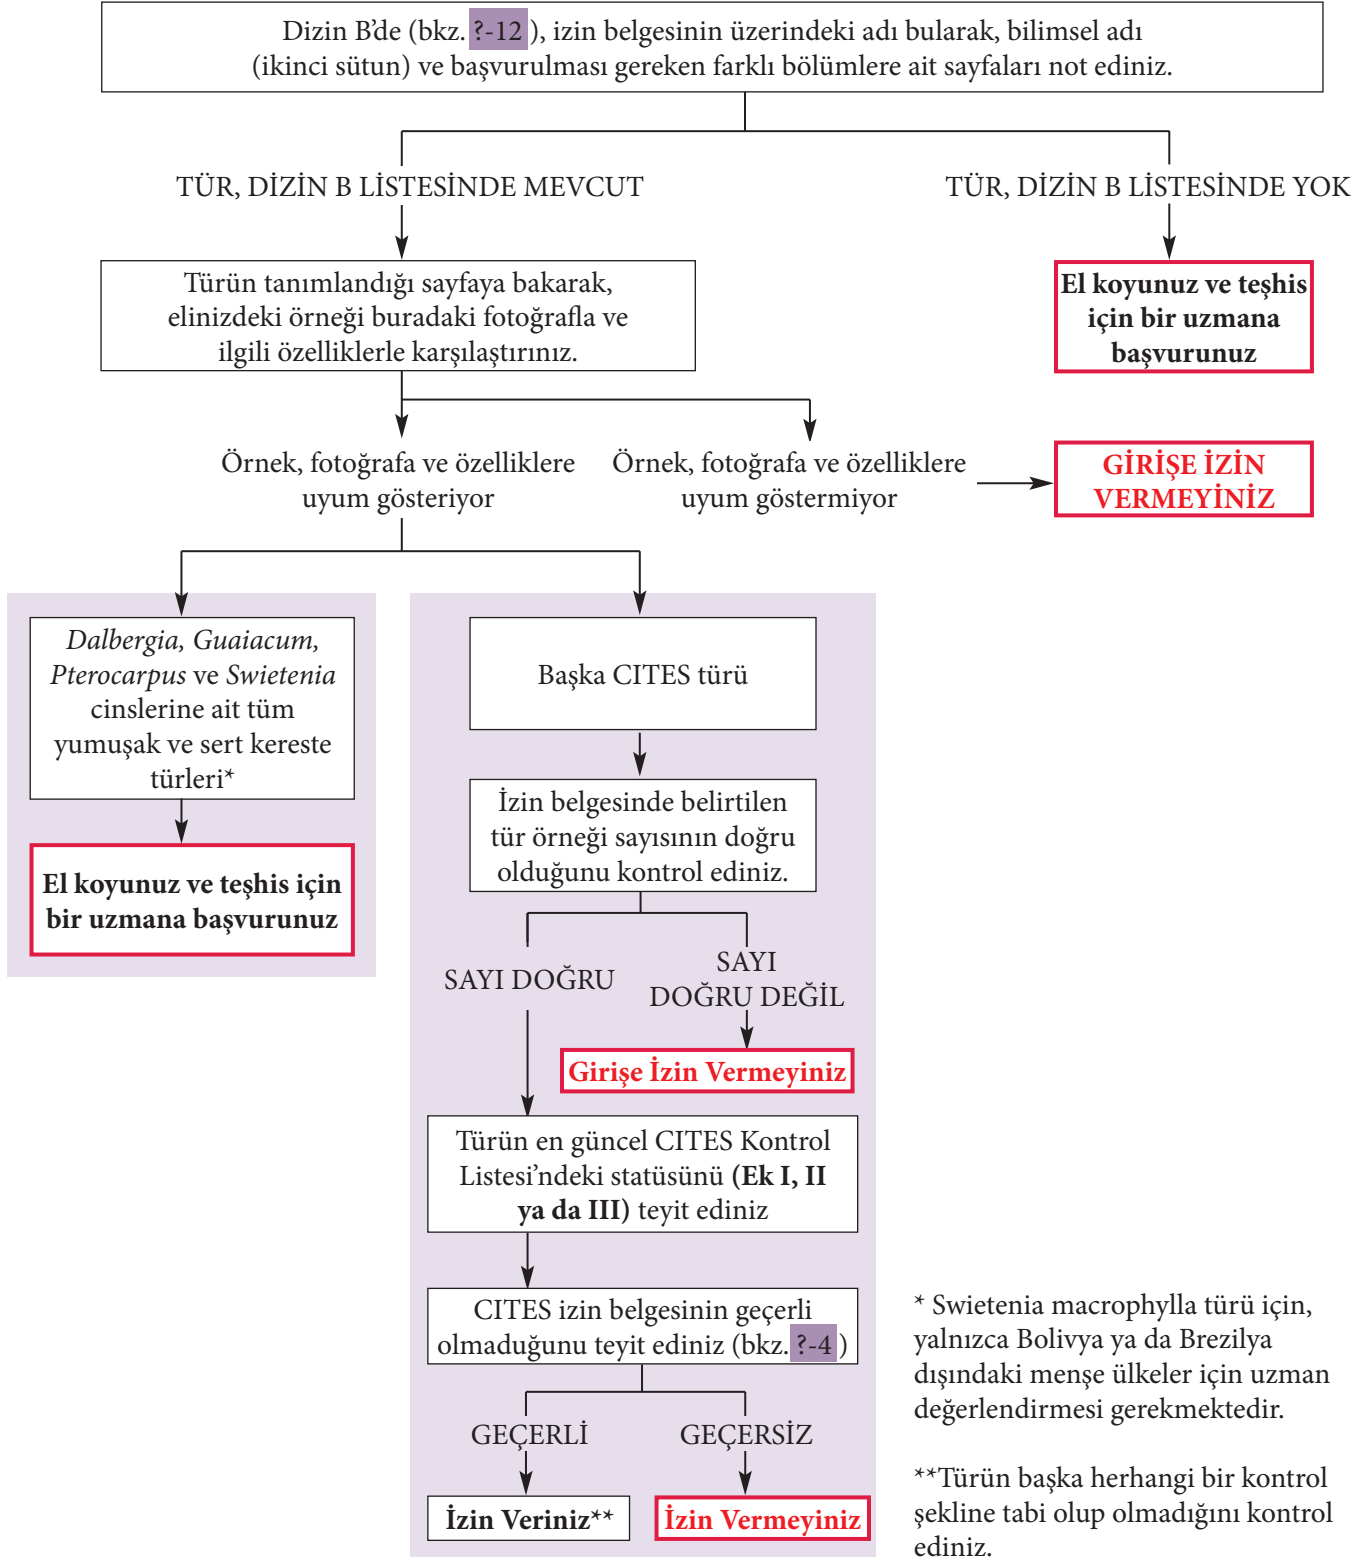 Dizin B’de (bkz. ?-12 ), izin belgesinin üzerindeki adı bularak, bilimsel adı
(ikinci sütun) ve başvurulması gereken farklı bölümlere ait sayfaları not ediniz.
TÜR, DİZİN B LİSTESİNDE MEVCUT
TÜR, DİZİN B LİSTESİNDE YOK
Türün tanımlandığı sayfaya bakarak,
elinizdeki örneği buradaki fotoğrafla ve
ilgili özelliklerle karşılaştırınız.
El koyunuz ve teşhis
için bir uzmana
başvurunuz
Örnek, fotoğrafa ve özelliklere
uyum gösteriyor
Örnek, fotoğrafa ve özelliklere
uyum göstermiyor
GİRİŞE İZİN
VERMEYİNİZ
Dalbergia, Guaiacum,
Pterocarpus ve Swietenia
cinslerine ait tüm
yumuşak ve sert kereste
türleri*
El koyunuz ve teşhis için
bir uzmana başvurunuz
Başka CITES türü
İzin belgesinde belirtilen
tür örneği sayısının doğru
olduğunu kontrol ediniz.
SAYI DOĞRU
SAYI
DOĞRU DEĞİL
Girişe İzin Vermeyiniz
Türün en güncel CITES Kontrol
Listesi’ndeki statüsünü (Ek I, II
ya da III) teyit ediniz
CITES izin belgesinin geçerli
olmaduğunu teyit ediniz (bkz. ?-4 )
GEÇERLİ
GEÇERSİZ
İzin Veriniz**
İzin Vermeyiniz
* Swietenia macrophylla türü için,
yalnızca Bolivya ya da Brezilya
dışındaki menşe ülkeler için uzman
değerlendirmesi gerekmektedir.
**Türün başka herhangi bir kontrol
şekline tabi olup olmadığını kontrol
ediniz.